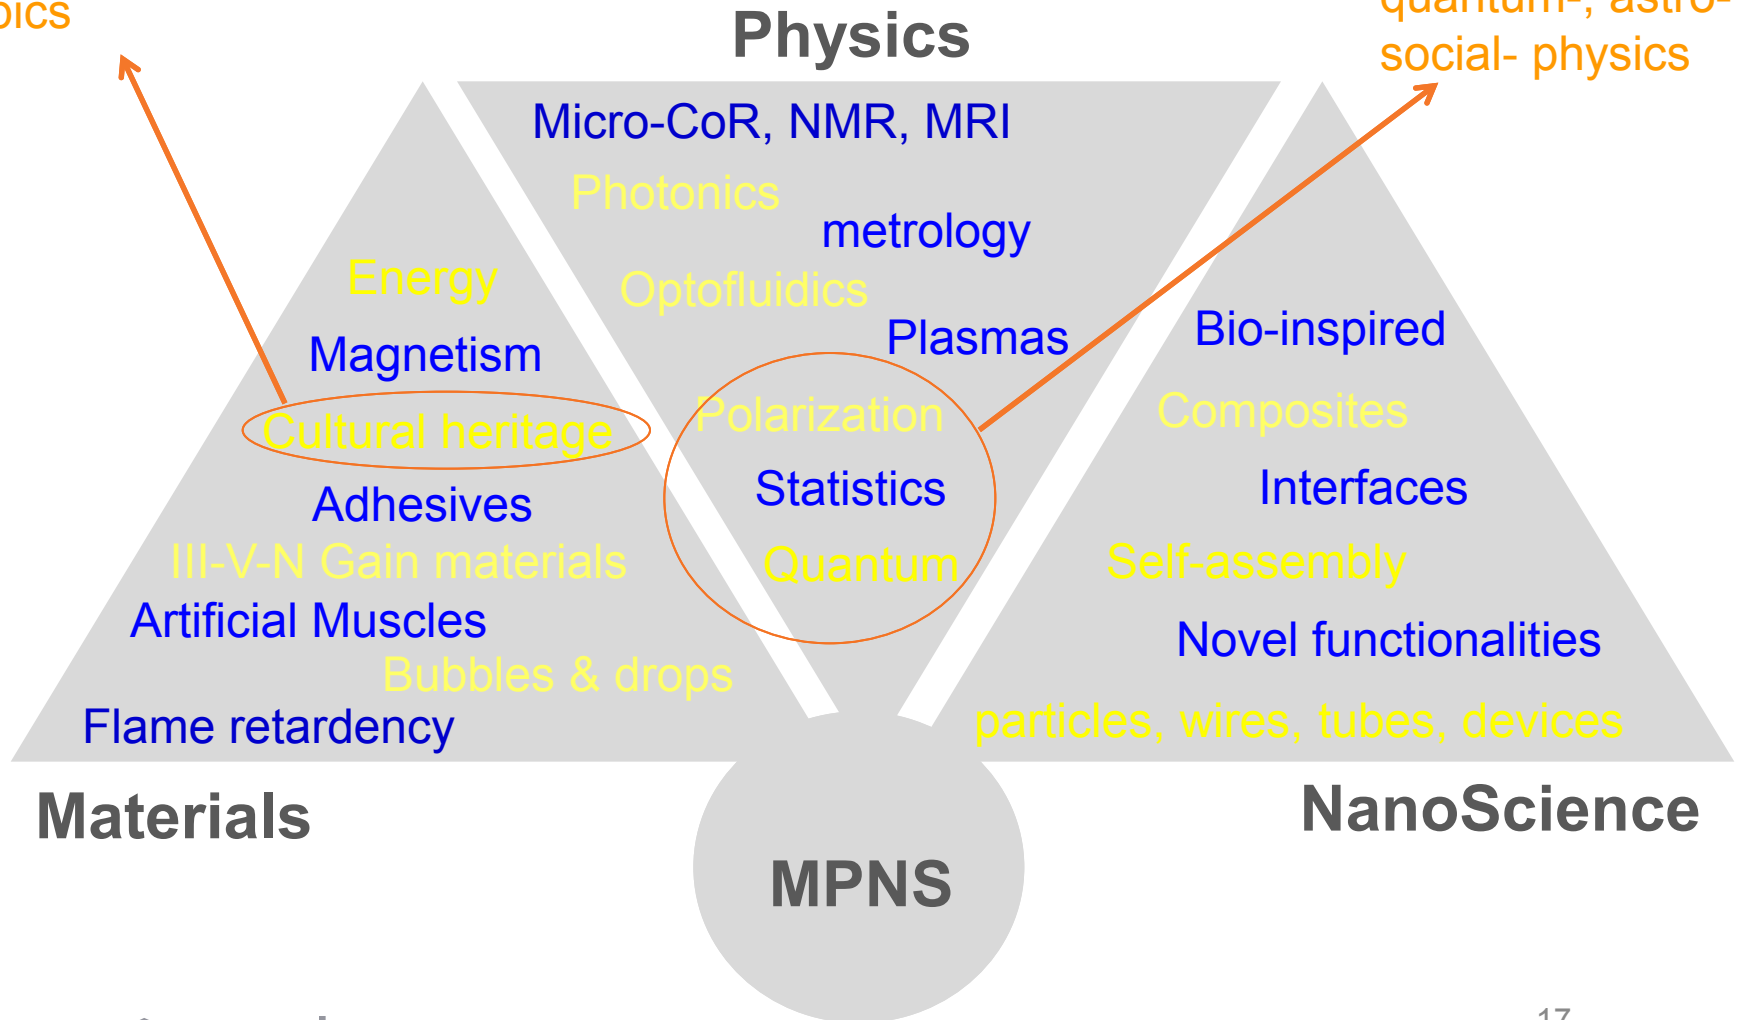 Physics
quantum-, astro-
social- physics
Micro-CoR, NMR, MRI
Photonics
metrology
Optofluidics
Plasmas
Polarization
Statistics
Quantum
Energy
Magnetism
Cultural heritage
Adhesives
III-V-N Gain materials
Artificial Muscles
Bubbles & drops
Flame retardency
Materials
Bio-inspired
Composites
Interfaces
Self-assembly
Novel functionalities
particles, wires, tubes, devices
NanoScience
MPNS
17